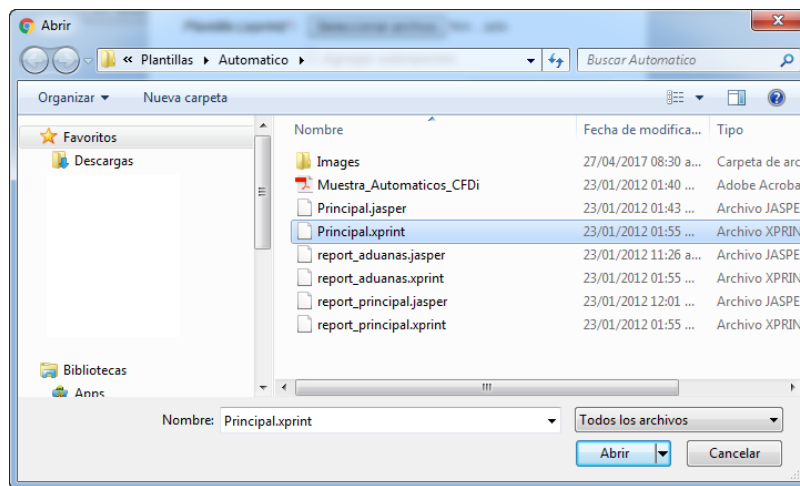 Abrir
« Plantillas Automatico
Buscar Automatico
Organizar Nueva carpeta
Favoritos
Descargas
Bibliotecas
Apps
Nombre Fecha de modifica... Tipo
Images 27/04/2017 08:30 a... Carpeta de arc
Muestra_Automaticos_CFDi 23/01/2012 01:40 ... Adobe Acroba
Principal.jasper 23/01/2012 01:43 ... Archivo JASPE
Principal.xprint 23/01/2012 01:55 ... Archivo XPRIN
report_aduanas.jasper 23/01/2012 11:26 a... Archivo JASPE
report_aduanas.xprint 23/01/2012 01:55 ... Archivo XPRIN
report_principal.jasper 23/01/2012 12:01 ... Archivo JASPE
report_principal.xprint 23/01/2012 01:55 ... Archivo XPRIN
Nombre: Principal.xprint Todos los archivos
Abrir Cancelar